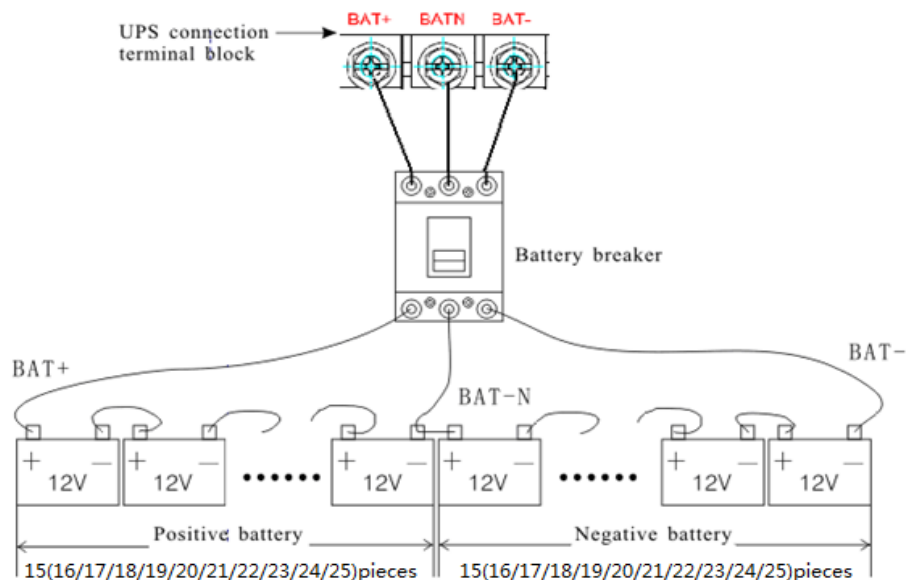 BAT+ BATN BAT-
UPS connection
terminal block
Battery breaker
BAT+
BAT-
BAT-N
+ — + — + — + — + — + —
12V 12V 12V 12V 12V 12V
Positive battery Negative battery
15(16/17/18/19/20/21/22/23/24/25)pieces 15(16/17/18/19/20/21/22/23/24/25)pieces